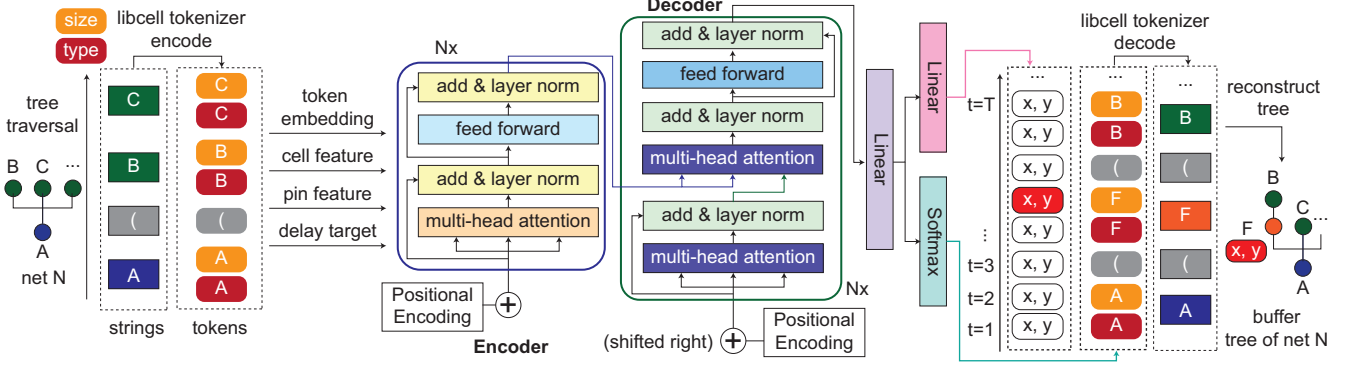 size
type
libcell tokenizer
encode
tree
traversal
B C ...
A
net N
C
B
(
A
strings
C
C
B
B
(
A
A
tokens
token
embedding
cell feature
pin feature
delay target
Nx
add & layer norm
feed forward
add & layer norm
multi-head attention
Positional
Encoding
+
Encoder
Decoder
add & layer norm
feed forward
add & layer norm
multi-head attention
add & layer norm
multi-head attention
Nx
(shifted right)
+
Positional
Encoding
Linear
Linear
Softmax
t=T
...
t=3
t=2
t=1
...
x, y
x, y
x, y
x, y
x, y
x, y
x, y
x, y
libcell tokenizer
decode
...
B
B
(
F
F
(
A
A
...
B
(
F
(
A
reconstruct
tree
B
C
...
F
x, y
A
buffer
tree of net N